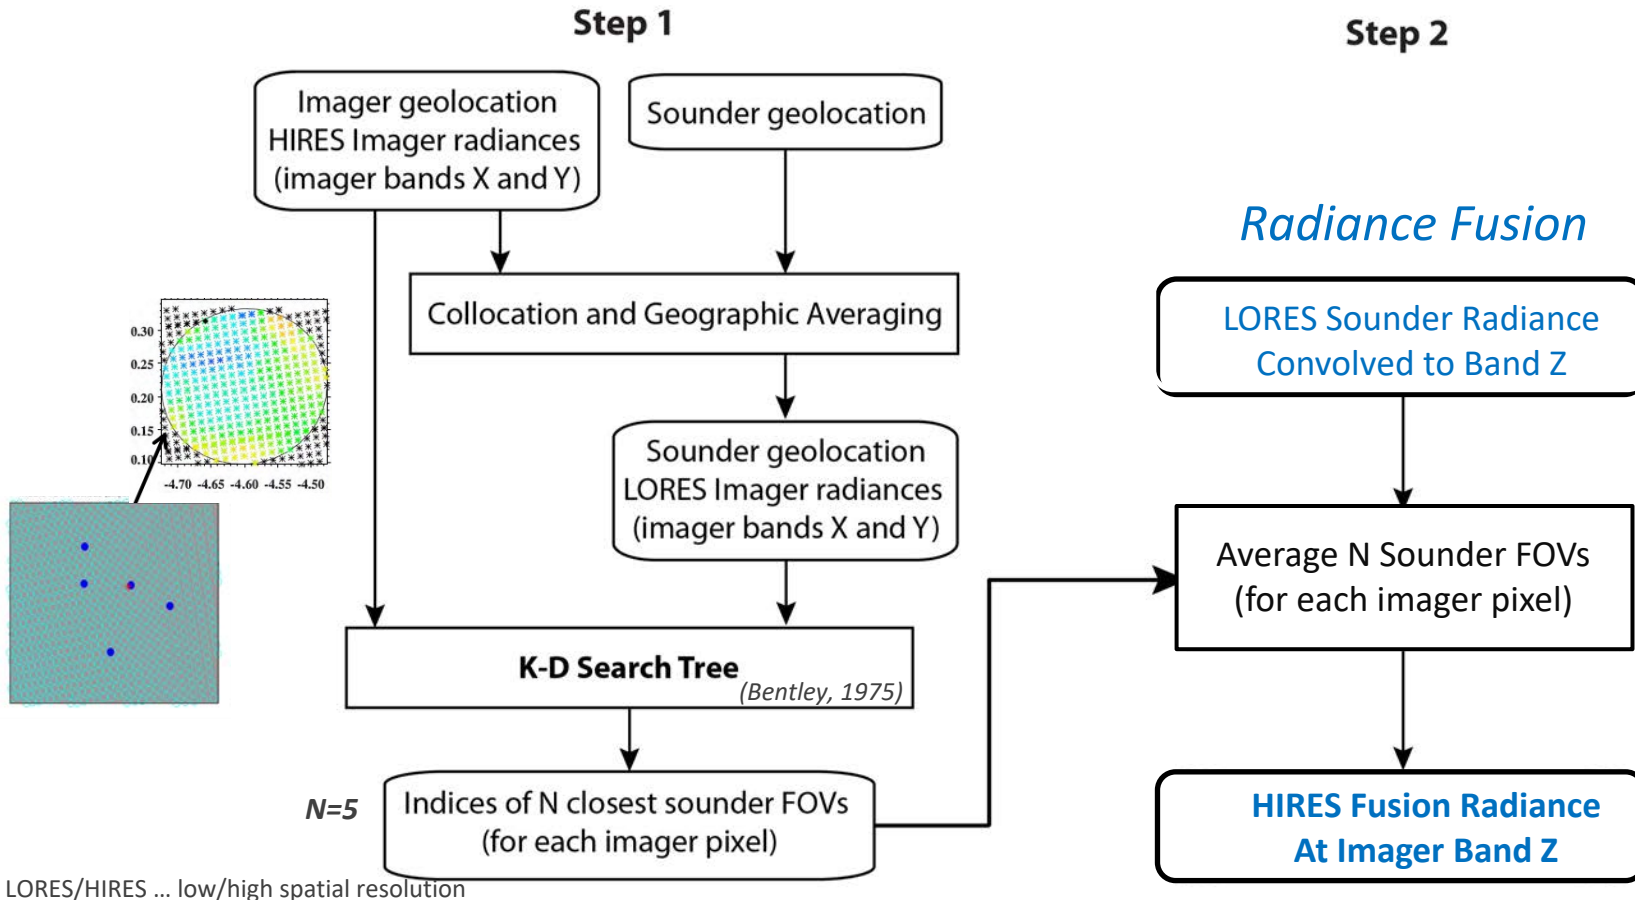 Step 1
Step 2
Imager geolocation
HIRES Imager radiances
(imager bands X and Y)
Sounder geolocation
Radiance Fusion
Collocation and Geographic Averaging
LORES Sounder Radiance
Convolved to Band Z
0.30
0.25
0.20
0.15
0.10
-4.70 -4.65 -4.60 -4.55 -4.50
Sounder geolocation
LORES Imager radiances
(imager bands X and Y)
Average N Sounder FOVs
(for each imager pixel)
K-D Search Tree
(Bentley, 1975)
N=5
Indices of N closest sounder FOVs
(for each imager pixel)
HIRES Fusion Radiance
At Imager Band Z
LORES/HIRES … low/high spatial resolution